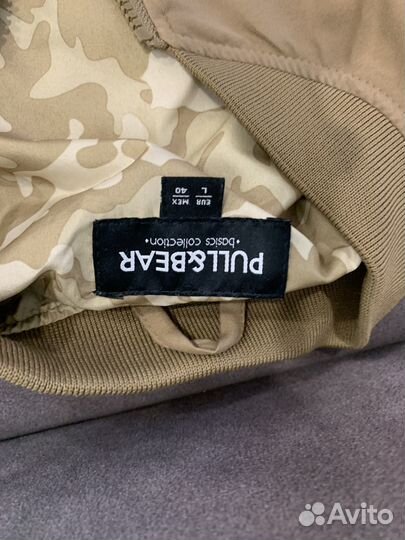 PULL&BEAR
•basics collection•
EUR MEX
L 40
Avito